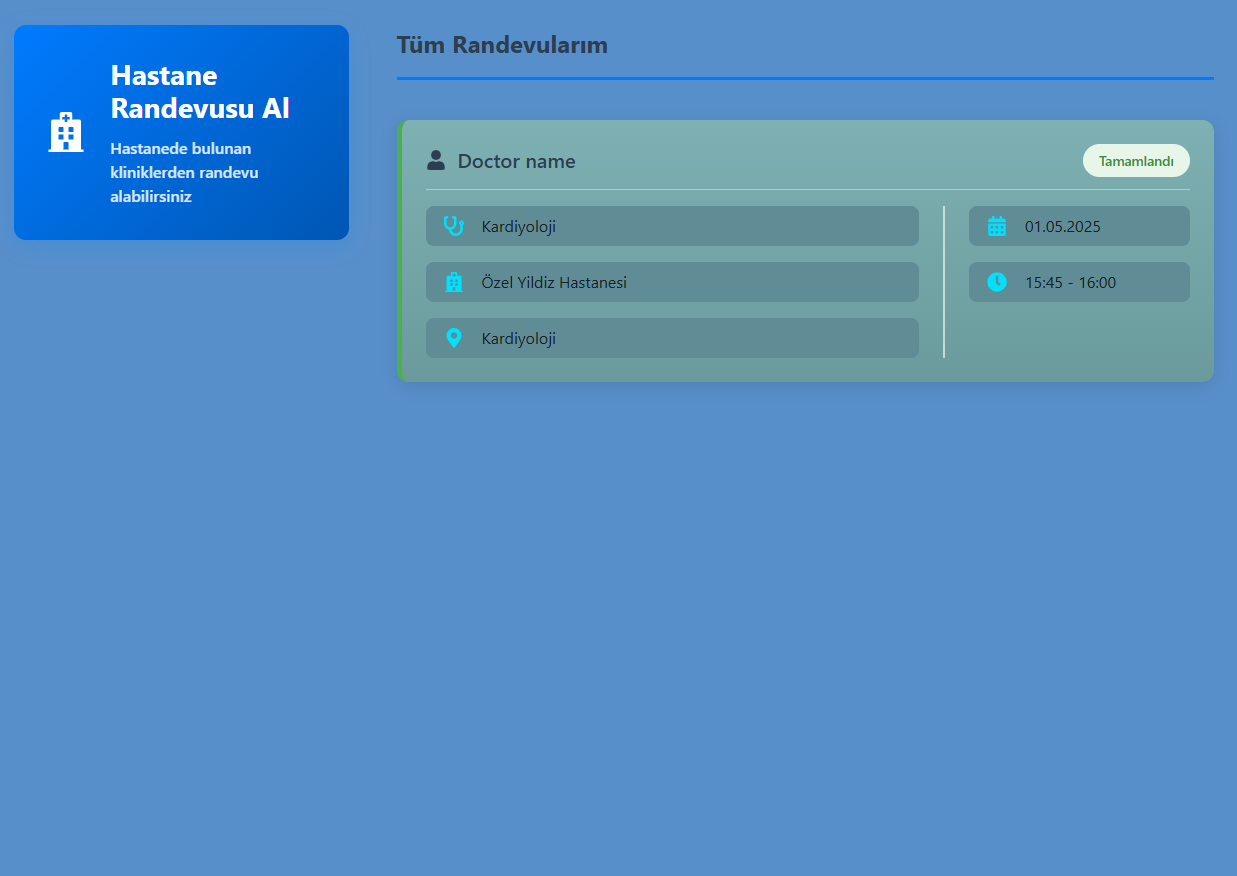 Hastane
Randevusu Al
Hastanede bulunan
kliniklerden randevu
alabilirsiniz
Tüm Randevularım
Doctor name
Tamamlandı
Kardiyoloji
Özel Yildiz Hastanesi
Kardiyoloji
01.05.2025
15:45 - 16:00